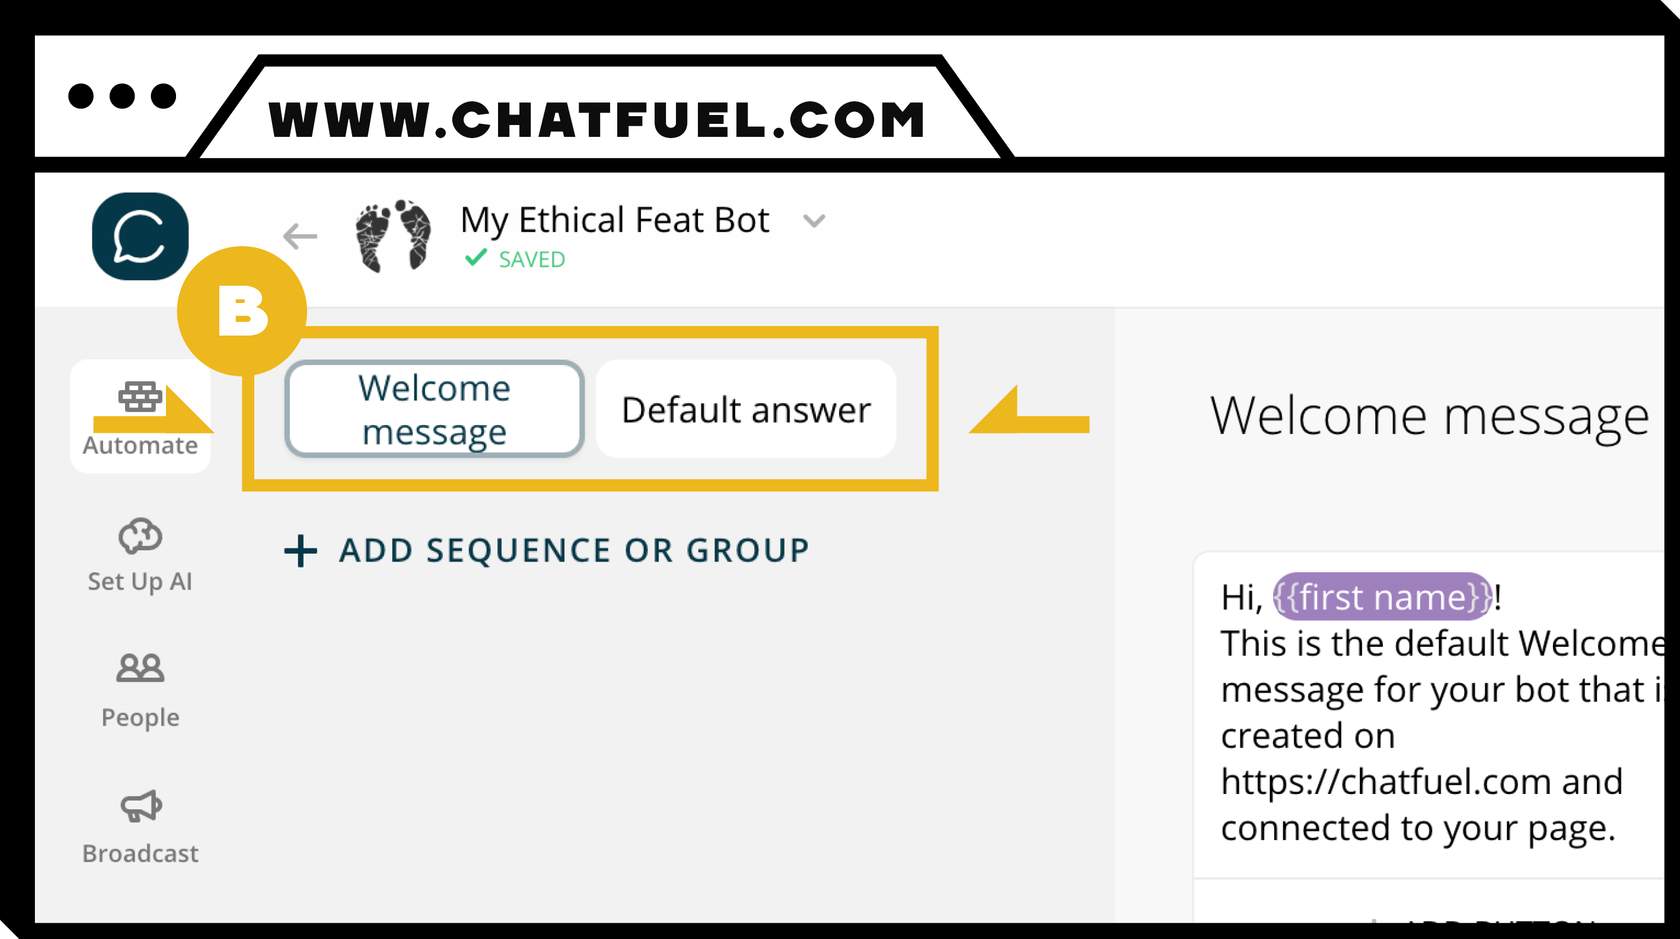 WWW.CHATFUEL.COM
My Ethical Feat Bot
SAVED
B
Welcome
message
Default answer
Automate
Set Up AI
People
Broadcast
ADD SEQUENCE OR GROUP
Welcome message
Hi, {{first name}}!
This is the default Welcome
message for your bot that
created on
https://chatfuel.com and
connected to your page.